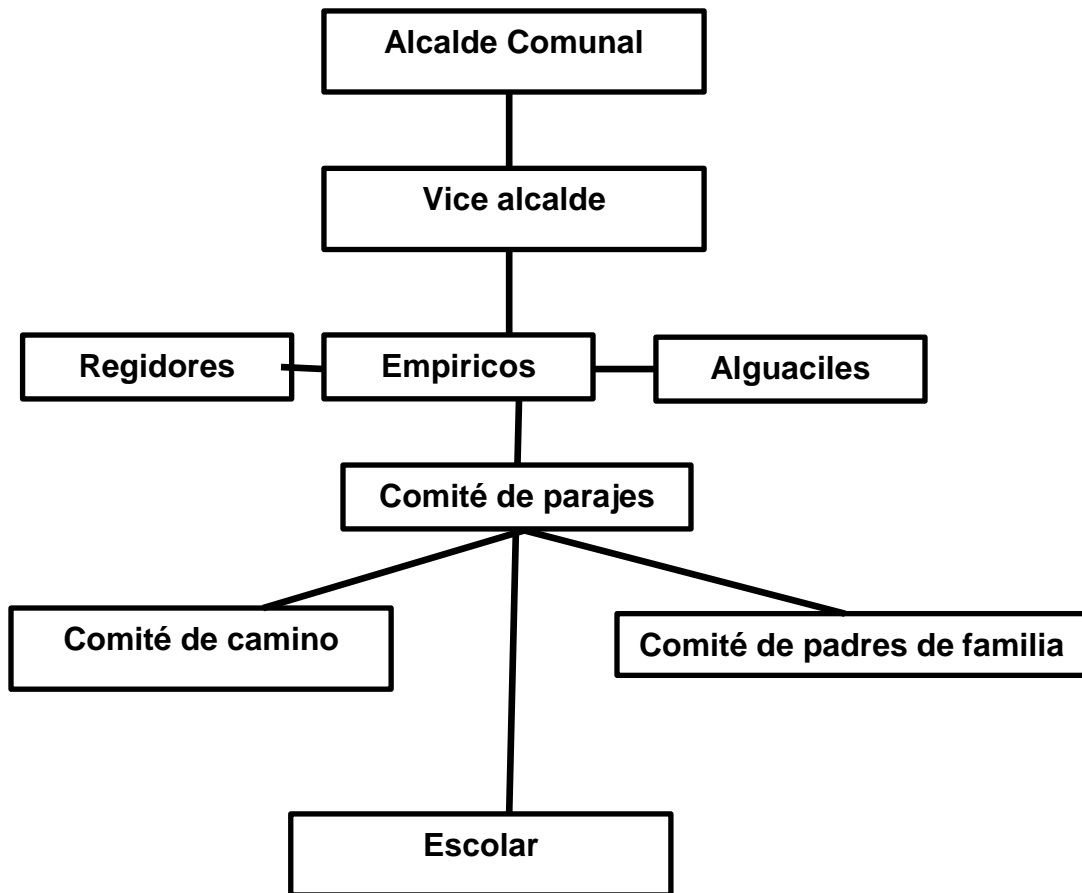 Alcalde Comunal
Vice alcalde
Regidores
Empiricos
Alguaciles
Comité de parajes
Comité de camino
Comité de padres de familia
Escolar